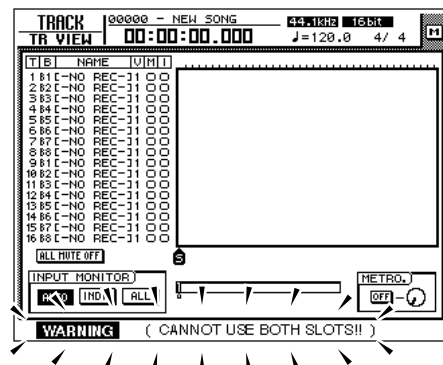 TRACK
TR VIEW
00000 - NEW SONG
00:00:00.000
44.1kHz 16bit
♩=120.0 4/ 4
M
T B NAME V M I
1 B1 [-NO REC-] 1
2 B2 [-NO REC-] 1
3 B3 [-NO REC-] 1
4 B4 [-NO REC-] 1
5 B5 [-NO REC-] 1
6 B6 [-NO REC-] 1
7 B7 [-NO REC-] 1
8 B8 [-NO REC-] 1
9 B1 [-NO REC-] 1
10 B2 [-NO REC-] 1
11 B3 [-NO REC-] 1
12 B4 [-NO REC-] 1
13 B5 [-NO REC-] 1
14 B6 [-NO REC-] 1
15 B7 [-NO REC-] 1
16 B8 [-NO REC-] 1
ALL MUTE OFF
S
INPUT MONITOR
AUTO IND. ALL
METRO.
OFF
WARNING ( CANNOT USE BOTH SLOTS!! )